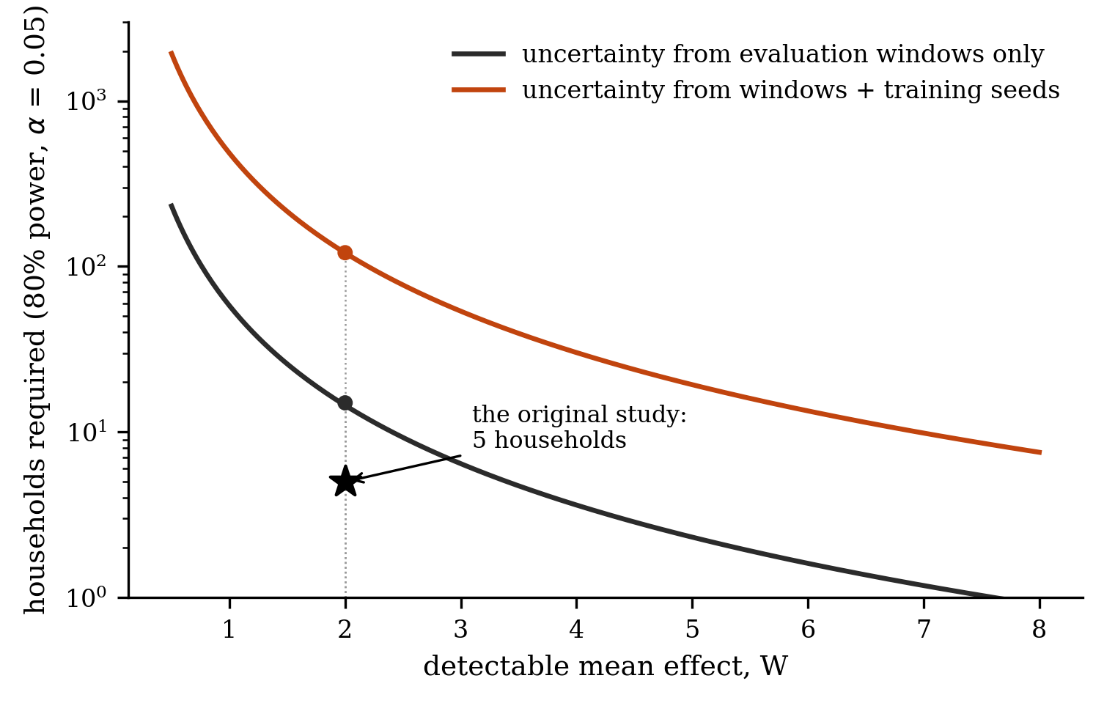 households required (80% power, α = 0.05)
10³
10²
10¹
10⁰
uncertainty from evaluation windows only
uncertainty from windows + training seeds
the original study:
5 households
1 2 3 4 5 6 7 8
detectable mean effect, W